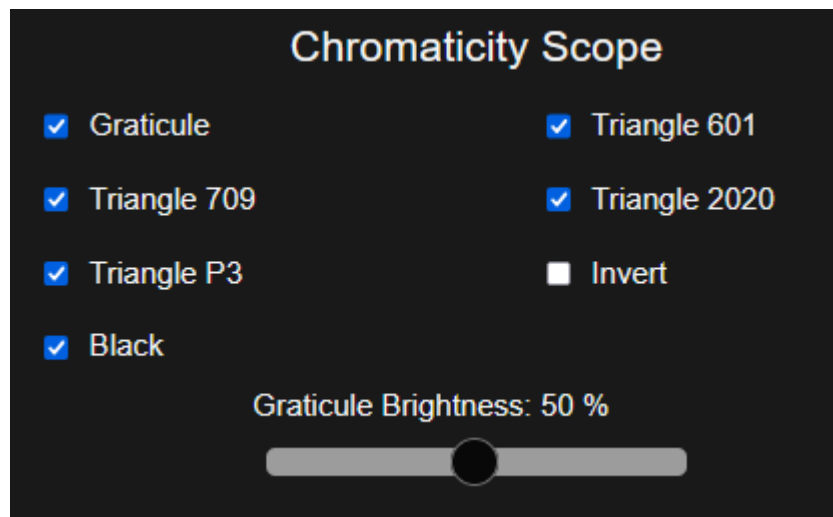 Chromaticity Scope
Graticule
Triangle 601
Triangle 709
Triangle 2020
Triangle P3
Invert
Black
Graticule Brightness: 50 %